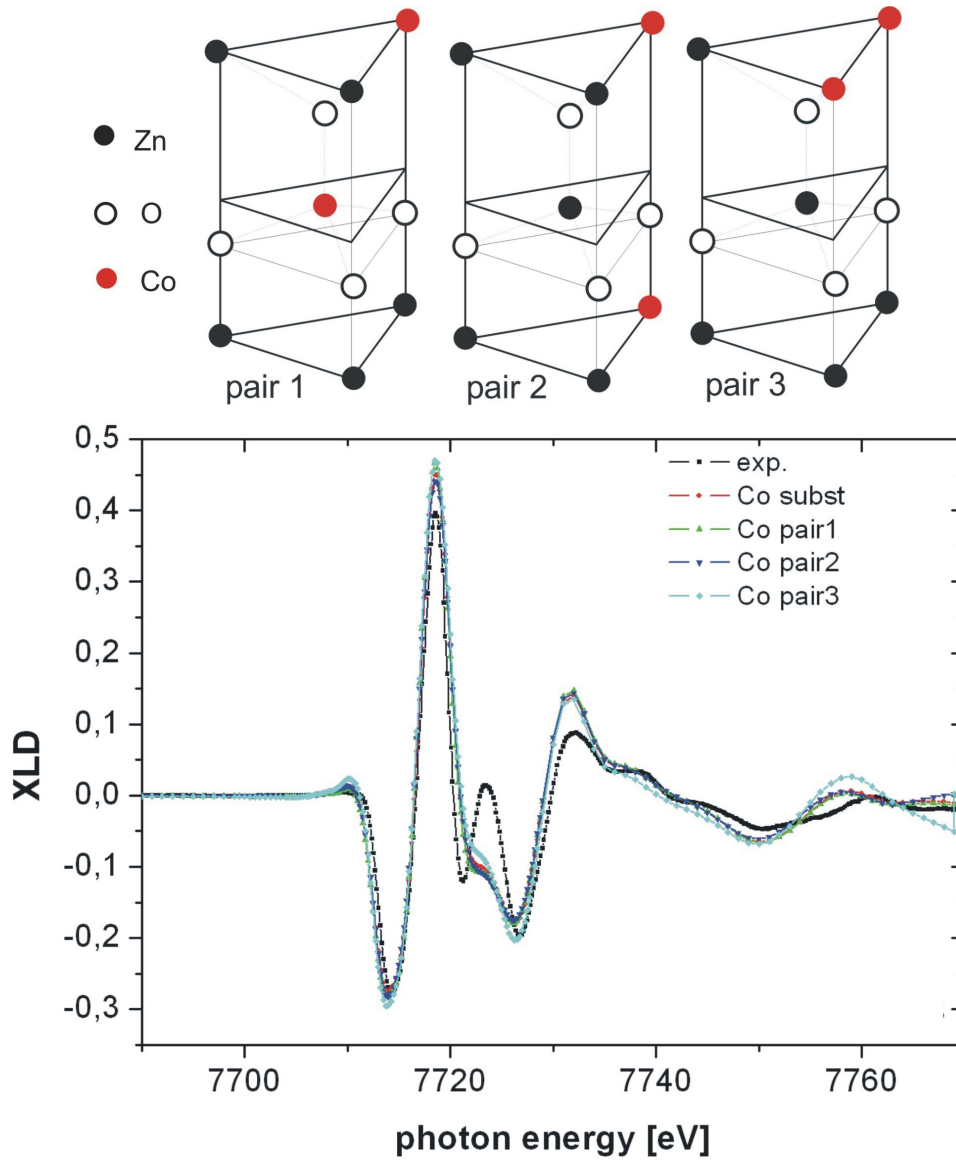 Zn
O
Co
pair 1
pair 2
pair 3
0,5
0,4
0,3
0,2
0,1
0,0
-0,1
-0,2
-0,3
XLD
exp.
Co subst
Co pair1
Co pair2
Co pair3
7700
7720
7740
7760
photon energy [eV]